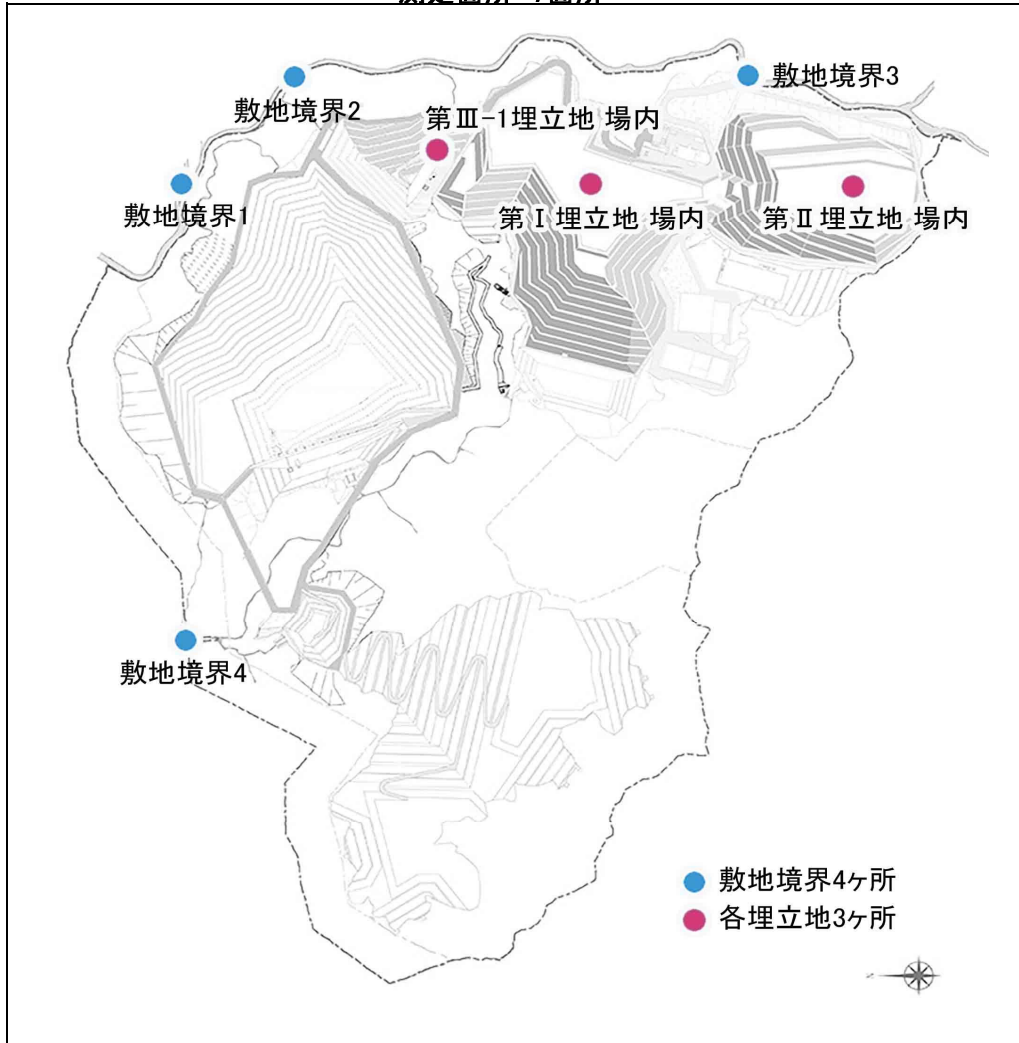 敷地境界3
敷地境界2
第Ⅲ-1埋立地 場内
敷地境界1
第Ⅰ埋立地 場内
第Ⅱ埋立地 場内
敷地境界4
敷地境界4ヶ所
各埋立地3ヶ所